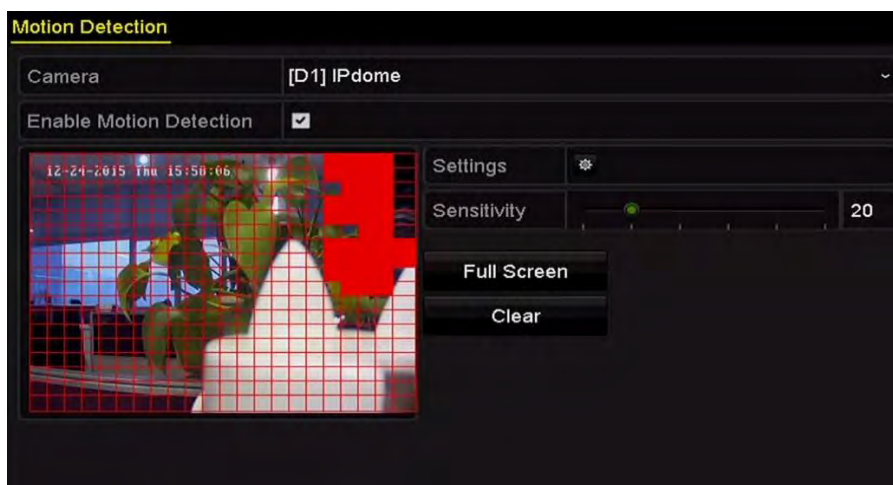 Motion Detection
Camera
[D1] IPdome
Enable Motion Detection
12-24-2015 Thu 15:58:06
Settings
Sensitivity
20
Full Screen
Clear